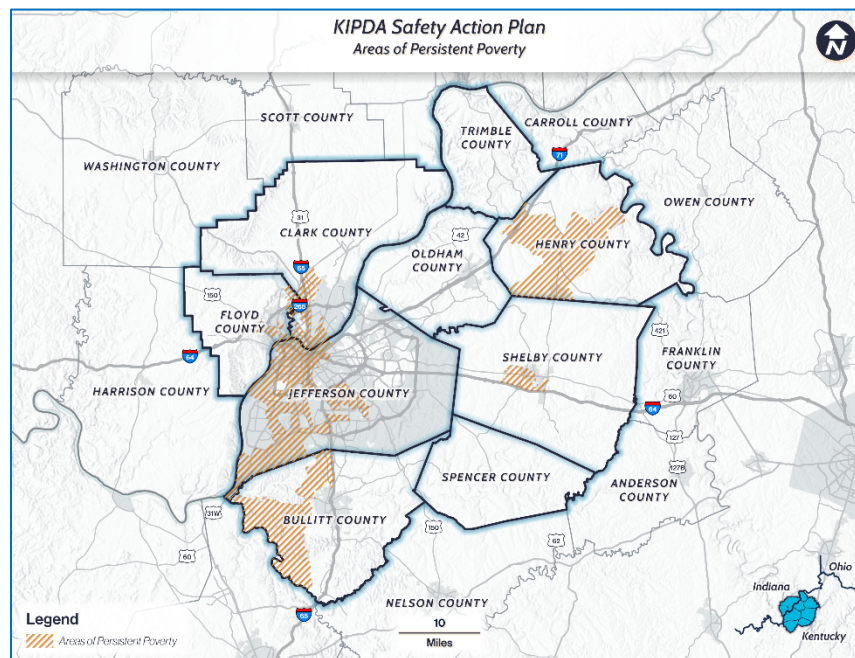 KIPDA Safety Action Plan
Areas of Persistent Poverty
N
SCOTT COUNTY
TRIMBLE
COUNTY
CARROLL COUNTY
71
WASHINGTON COUNTY
OWEN COUNTY
31
CLARK COUNTY
42
OLDHAM
COUNTY
HENRY COUNTY
65
150
265
FLOYD
COUNTY
421
64
SHELBY COUNTY
FRANKLIN
COUNTY
HARRISON COUNTY
JEFFERSON COUNTY
60
64
127
127B
SPENCER COUNTY
ANDERSON
COUNTY
31W
BULLITT COUNTY
150
62
60
NELSON COUNTY
65
Legend
Areas of Persistent Poverty
10
Miles
Indiana
Ohio
Kentucky